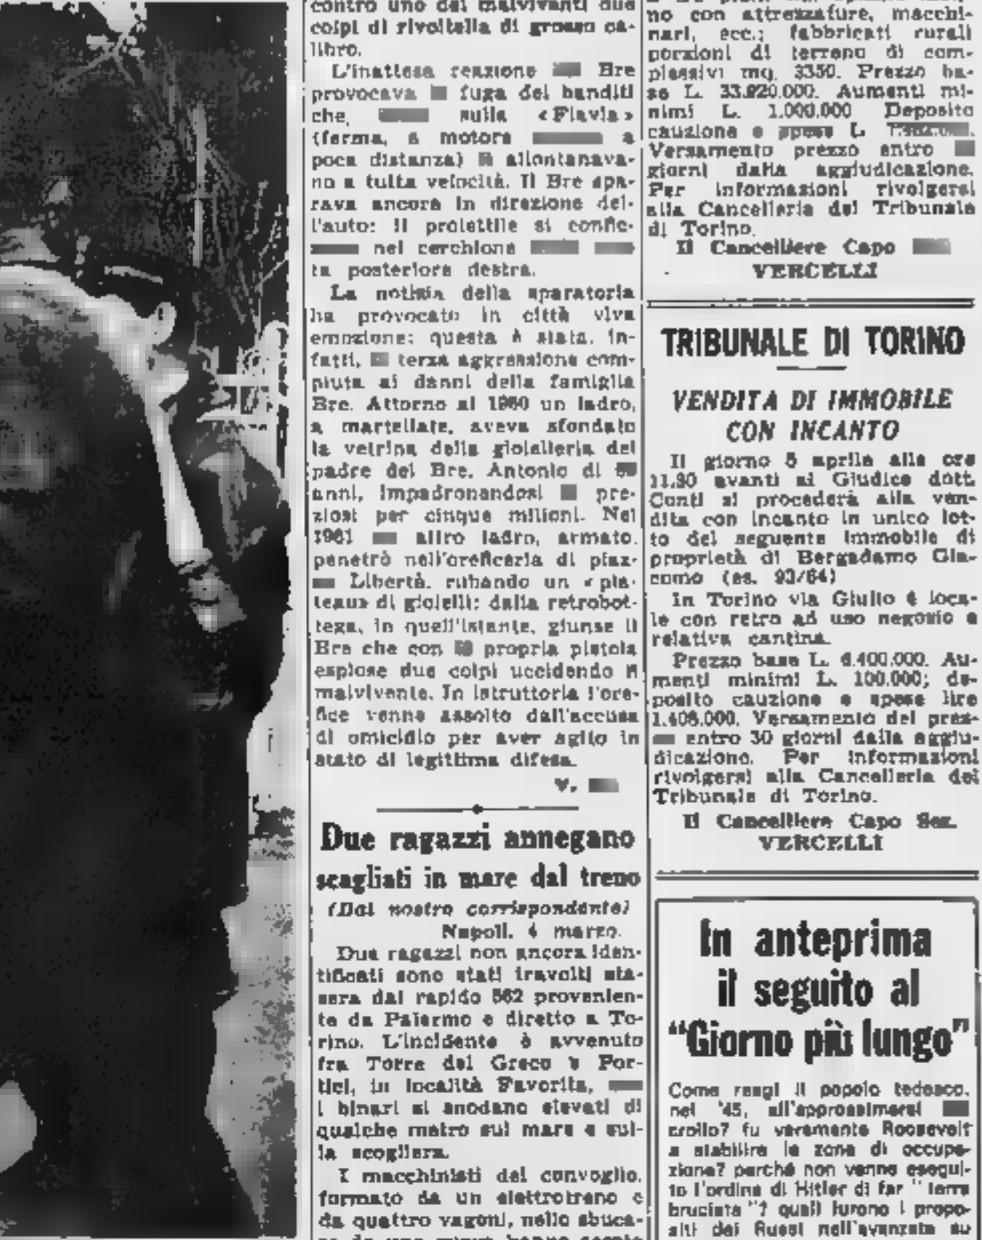 contro uno dei malviventi due
colpi di rivoltella di grosso ca-
libro.
L'inattesa reazione Bre
provocava fuga dei banditi
che, sulla «Flavia»
(ferma, a motore a
poca distanza) allontanava-
no a tutta velocità. Il Bre spa-
rava ancora in direzione del-
l'auto: il proiettile si confic-
nel cerchione
ta posteriore destra.
La notizia della sparatoria
ha provocato in città viva
emozione: questa è stata, in-
fatti, terza aggressione com-
piuta ai danni della famiglia
Bre. Attorno al 1960 un ladro,
a martellate, aveva sfondato
la vetrina della gioielleria del
padre del Bre, Antonio di
anni, impadronendosi pre-
ziosi per cinque milioni. Nel
1961 altro ladro, armato,
penetrò nell'oreficeria di piaz-
Libertà, rubando un «pla-
teau» di gioielli: dalla retrobot-
tega, in quell'istante, giunse il
Bre che con propria pistola
esplose due colpi uccidendo il
malvivente. In istruttoria l'ore-
fice venne assolto dall'accusa
di omicidio per aver agito in
stato di legittima difesa.
v.
Due ragazzi annegano
scagliati in mare dal treno
(Dal nostro corrispondente)
Napoli, 4 marzo.
Due ragazzi non ancora iden-
tificati sono stati travolti sta-
sera dal rapido 562 provenien-
te da Palermo e diretto a To-
rino. L'incidente è avvenuto
fra Torre del Greco e Por-
tici, in località Favorita,
i binari si snodano elevati di
qualche metro sul mare e sul-
la scogliera.
I macchinisti del convoglio,
formato da un elettrotreno e
da quattro vagoni, nello sbuca-
no con attrezzature, macchi-
nari, ecc.; fabbricati rurali
porzioni di terreno di com-
plessivi mq. 3350. Prezzo ba-
se L. 33.920.000. Aumenti mi-
nimi L. 1.000.000 Deposito
cauzione e spese L.
Versamento prezzo entro
giorni dalla aggiudicazione.
Per informazioni rivolgersi
alla Cancelleria del Tribunale
di Torino.
Il Cancelliere Capo
VERCELLI
TRIBUNALE DI TORINO
VENDITA DI IMMOBILE
CON INCANTO
Il giorno 5 aprile alle ore
11.30 avanti al Giudice dott.
Conti si procederà alla ven-
dita con incanto in unico lot-
to del seguente immobile di
proprietà di Bergadamo Gia-
como (es. 93/64)
In Torino via Giulio 4 loca-
le con retro ad uso negozio e
relativa cantina.
Prezzo base L. 6.400.000. Au-
menti minimi L. 100.000; de-
posito cauzione e spese lire
1.408.000. Versamento del prez-
entro 30 giorni dalla aggiu-
dicazione. Per informazioni
rivolgersi alla Cancelleria del
Tribunale di Torino.
Il Cancelliere Capo Sez.
VERCELLI
In anteprima
il seguito al
"Giorno più lungo"
Come reagì il popolo tedesco,
nel '45, all'approssimarsi
crollo? fu veramente Roosevelt
a stabilire le zone di occupa-
zione? perché non venne esegui-
to l'ordine di Hitler di far "terra
bruciata"? quali furono i propo-
siti dei Russi nell'avanzata su